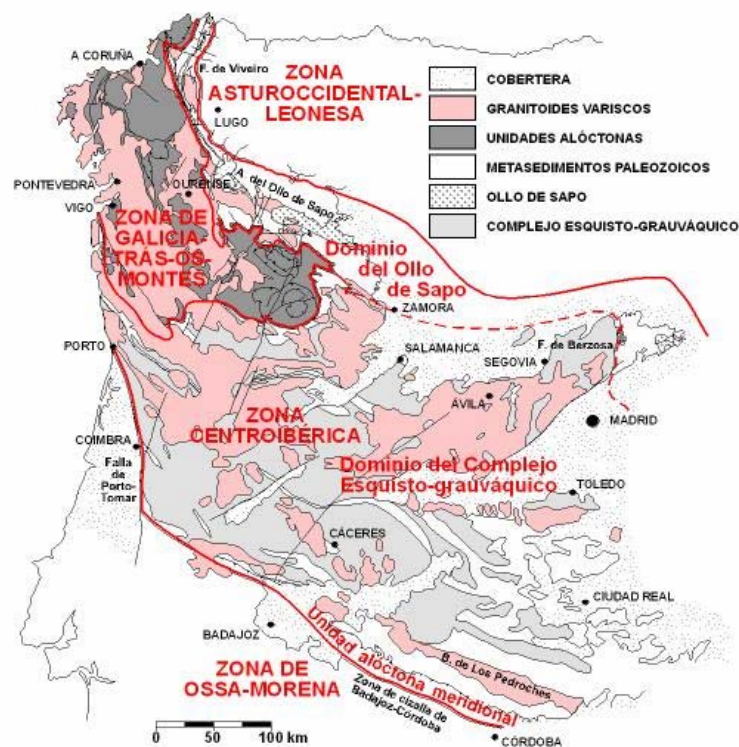 A CORUÑA
F. de Viveiro
ZONA
ASTUROCCIDENTAL-
LEONESA
LUGO
COBERTERA
GRANITOIDES VARISCOS
UNIDADES ALÓCTONAS
METASEDIMENTOS PALEOZOICOS
OLLO DE SAPO
COMPLEJO ESQUISTO-GRAUVÁQUICO
PONTEVEDRA
OURENSE
A. del Ollo de Sapo
VIGO
ZONA DE
GALICIA-
TRÁS-OS-
MONTES
Dominio
del Ollo
de Sapo
ZAMORA
PORTO
SALAMANCA
SEGOVIA
F. de Berzosa
ÁVILA
MADRID
ZONA
CENTROIBÉRICA
COIMBRA
Falla
de
Porto-
Tomar
Dominio del Complejo
Esquisto-grauváquico
TOLEDO
CÁCERES
CIUDAD REAL
BADAJOZ
Unidad alóctona meridional
B. de Los Pedroches
ZONA DE
OSSA-MORENA
Zona de cizalla de
Badajoz-Córdoba
CÓRDOBA
0 50 100 km